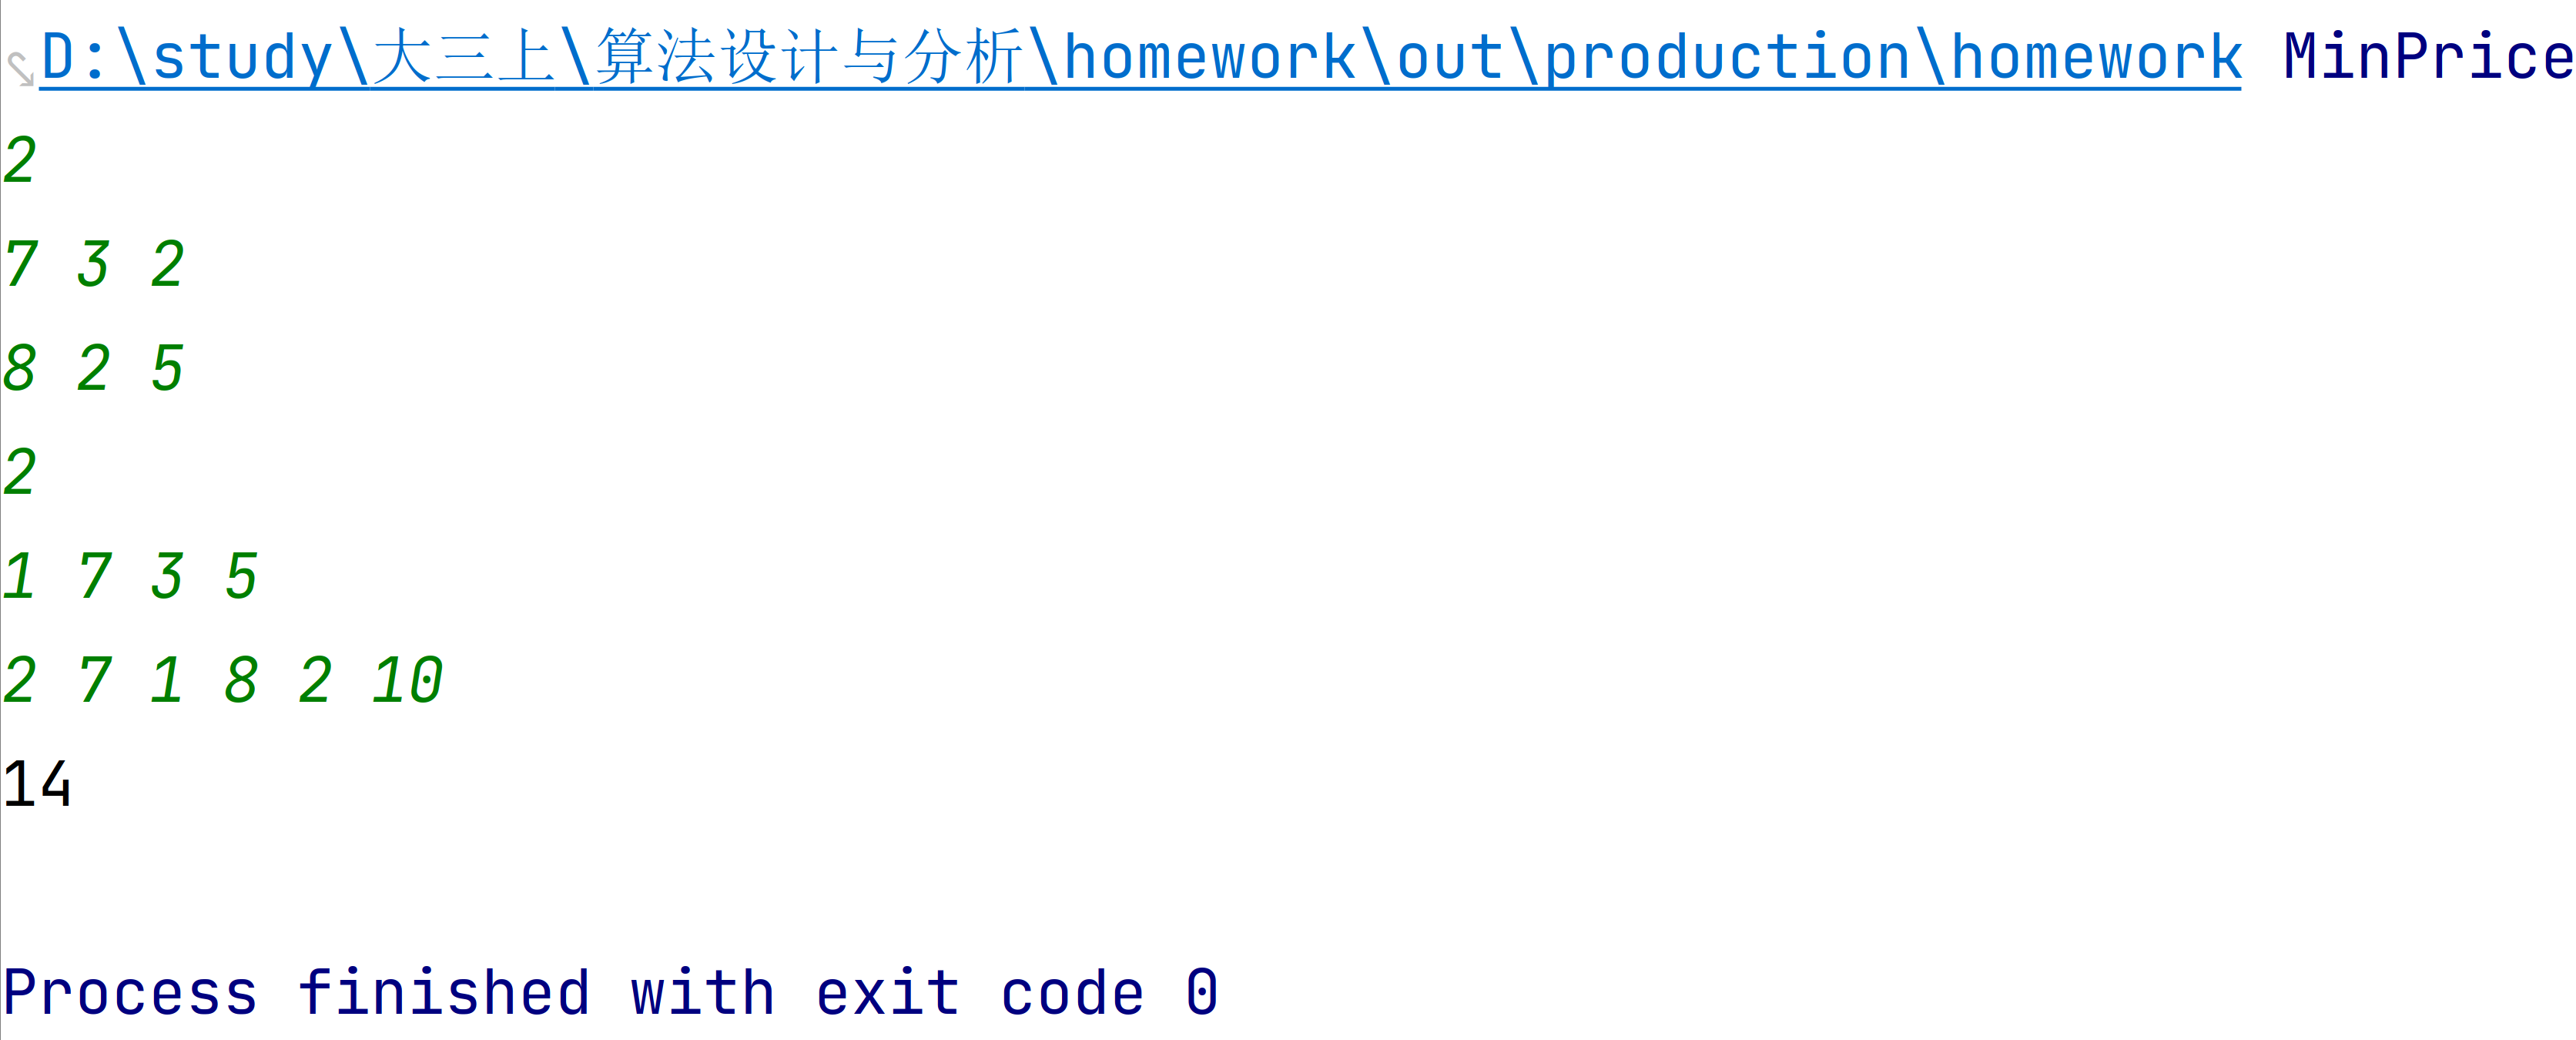 D:\study\大三上\算法设计与分析\homework\out\production\homework MinPrice
2
7 3 2
8 2 5
2
1 7 3 5
2 7 1 8 2 10
14
Process finished with exit code 0